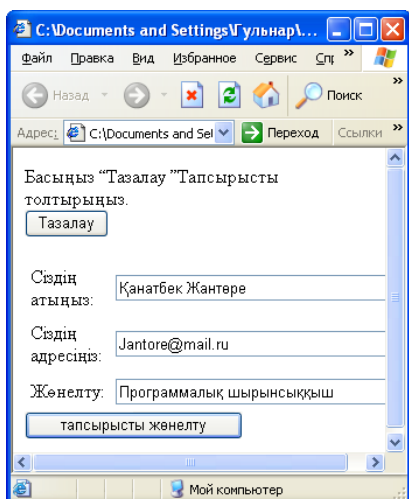 C:\Documents and Settings\Гульнар\...
Файл Правка Вид Избранное Сервис Спр »
Назад Поиск »
Адрес: C:\Documents and Sel Переход Ссылки »
Басыңыз “Тазалау ”Тапсырысты
толтырыңыз.
Тазалау
Сіздің
атыңыз:
Қанатбек Жантөре
Сіздің
адресіңіз:
Jantore@mail.ru
Жөнелту: Программалық шырынсыққыш
тапсырысты жөнелту
Мой компьютер